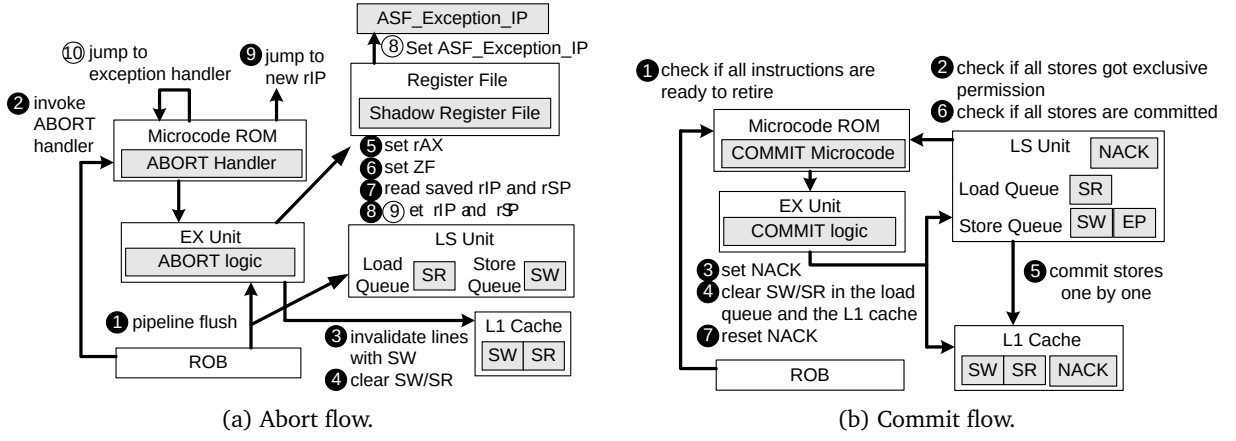 ASF_Exception_IP
⑧ Set ASF_Exception_IP
⑩ jump to
exception handler
❾ jump to
new rIP
Register File
Shadow Register File
❷ invoke
ABORT
handler
Microcode ROM
ABORT Handler
❺ set rAX
❻ set ZF
❼ read saved rIP and rSP
❽ ⑨ et rIP and rSP
EX Unit
ABORT logic
LS Unit
Load
Queue
SR
Store
Queue
SW
❶ pipeline flush
❸ invalidate lines
with SW
❹ clear SW/SR
L1 Cache
SW SR
ROB
(a) Abort flow.
❶ check if all instructions are
ready to retire
❷ check if all stores got exclusive
permission
❻ check if all stores are committed
Microcode ROM
COMMIT Microcode
LS Unit
NACK
Load Queue SR
Store Queue SW EP
EX Unit
COMMIT logic
❸ set NACK
❹ clear SW/SR in the load
queue and the L1 cache
❼ reset NACK
❺ commit stores
one by one
L1 Cache
SW SR NACK
ROB
(b) Commit flow.